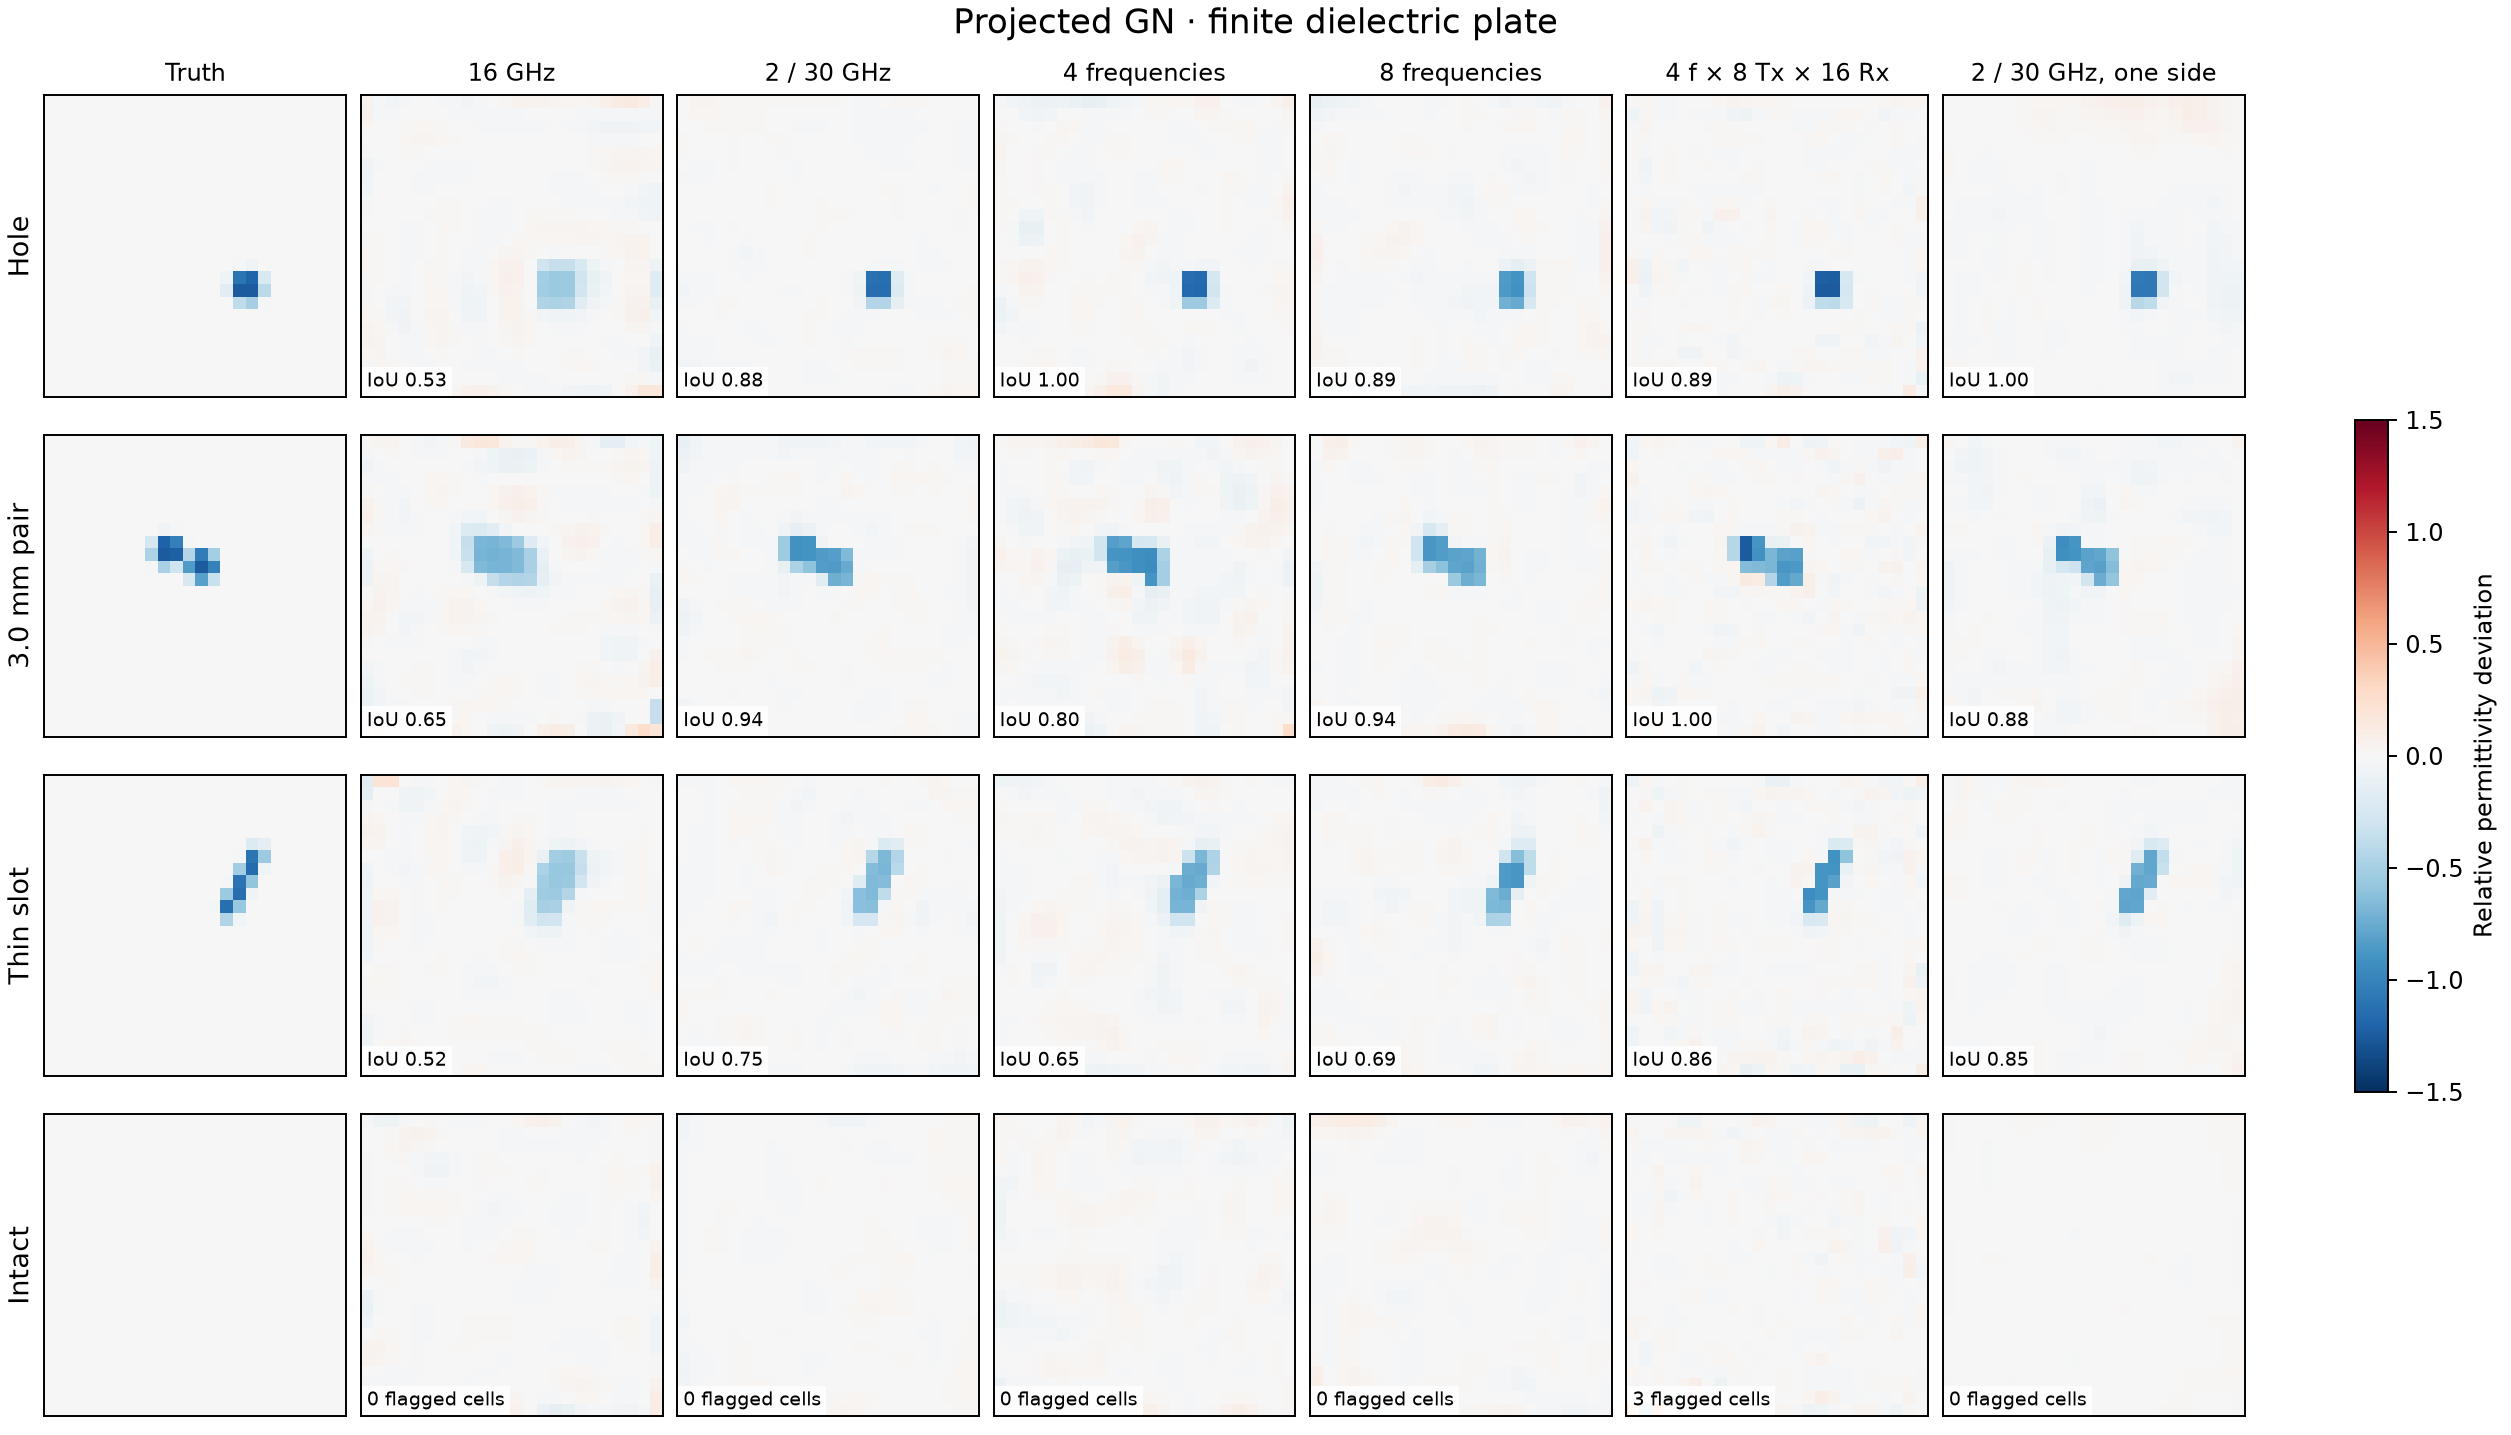 Projected GN · finite dielectric plate
Truth
16 GHz
2 / 30 GHz
4 frequencies
8 frequencies
4 f × 8 Tx × 16 Rx
2 / 30 GHz, one side
Hole
IoU 0.53
IoU 0.88
IoU 1.00
IoU 0.89
IoU 0.89
IoU 1.00
3.0 mm pair
IoU 0.65
IoU 0.94
IoU 0.80
IoU 0.94
IoU 1.00
IoU 0.88
Thin slot
IoU 0.52
IoU 0.75
IoU 0.65
IoU 0.69
IoU 0.86
IoU 0.85
Intact
0 flagged cells
0 flagged cells
0 flagged cells
0 flagged cells
3 flagged cells
0 flagged cells
1.5
1.0
0.5
0.0
−0.5
−1.0
−1.5
Relative permittivity deviation